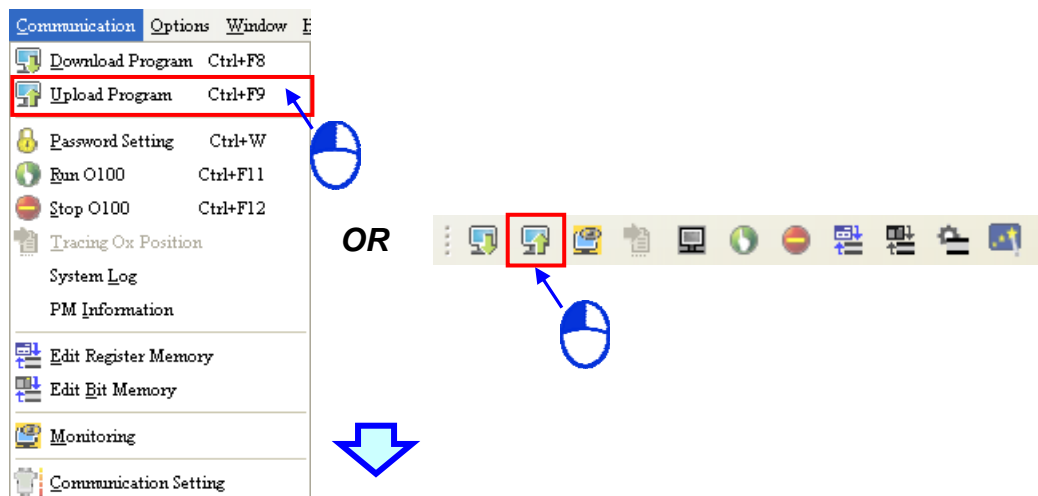 Communication Options Window
Download Program Ctrl+F8
Upload Program Ctrl+F9
Password Setting Ctrl+W
Run O100 Ctrl+F11
Stop O100 Ctrl+F12
Tracing Ox Position
System Log
PM Information
Edit Register Memory
Edit Bit Memory
Monitoring
Communication Setting
OR